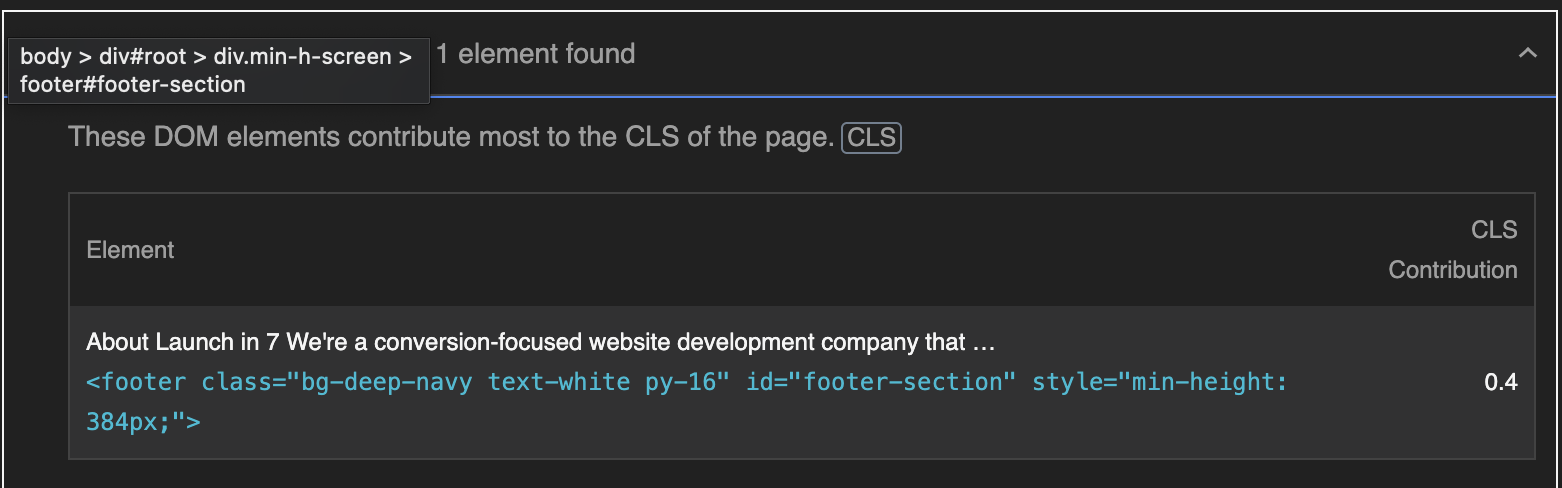 body > div#root > div.min-h-screen >
footer#footer-section
1 element found
These DOM elements contribute most to the CLS of the page. CLS
Element
CLS
Contribution
About Launch in 7 We're a conversion-focused website development company that …
<footer class="bg-deep-navy text-white py-16" id="footer-section" style="min-height:
384px;">
0.4